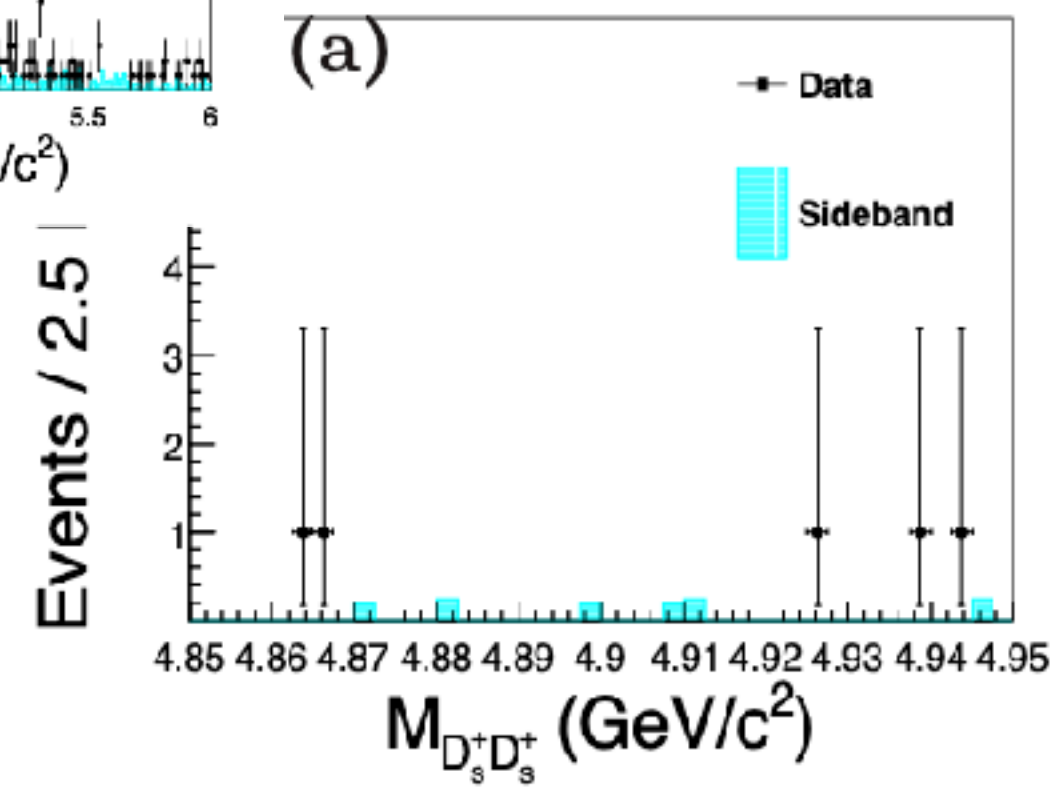 (a)
Data
5.5 6
/c²)
Sideband
Events / 2.5
4
3
2
1
4.85 4.86 4.87 4.88 4.89 4.9 4.91 4.92 4.93 4.94 4.95
M_{D_s^+D_s^+} (GeV/c²)